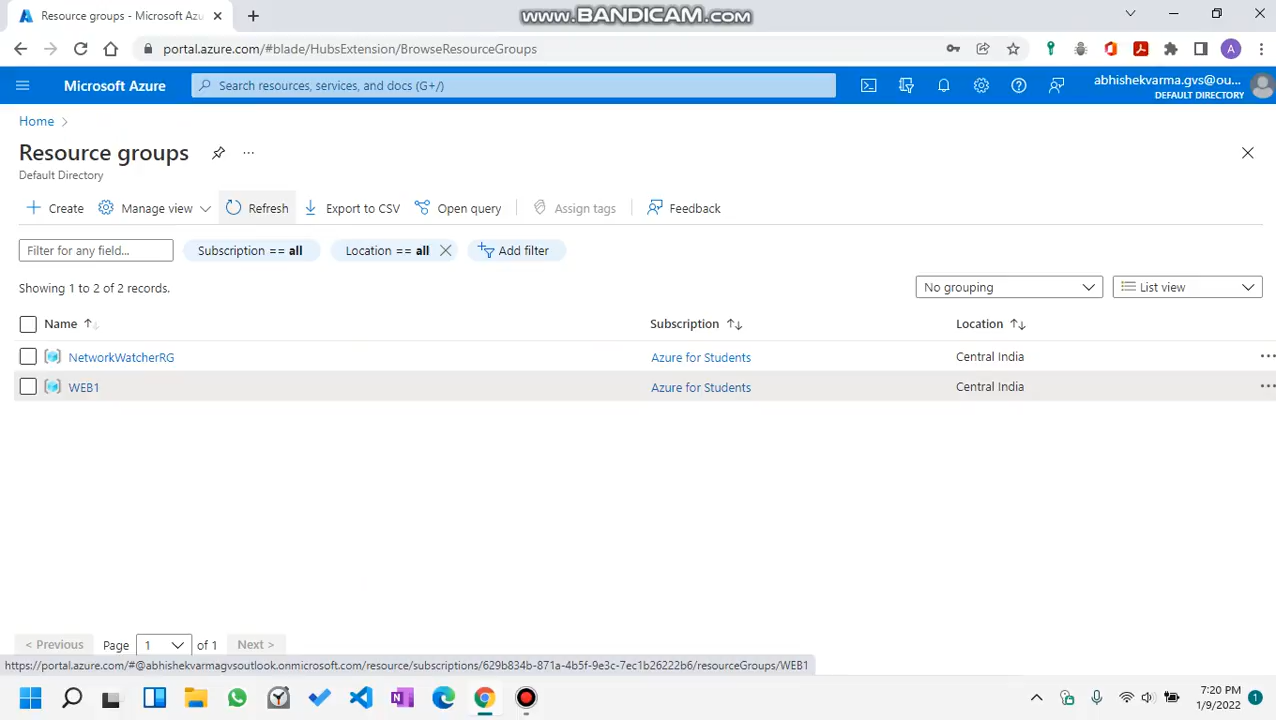 Resource groups - Microsoft Azu
www.BANDICAM.com
portal.azure.com/#blade/HubsExtension/BrowseResourceGroups
A
Microsoft Azure
Search resources, services, and docs (G+/)
abhishekvarma.gvs@ou...
DEFAULT DIRECTORY
Home
Resource groups
Default Directory
Create
Manage view
Refresh
Export to CSV
Open query
Assign tags
Feedback
Filter for any field...
Subscription == all
Location == all
Add filter
Showing 1 to 2 of 2 records.
No grouping
List view
Name
Subscription
Location
NetworkWatcherRG
Azure for Students
Central India
WEB1
Azure for Students
Central India
< Previous
Page
1
of 1
Next >
https://portal.azure.com/#@abhishekvarmagvsoutlook.onmicrosoft.com/resource/subscriptions/629b834b-871a-4b5f-9e3c-7ec1b26222b6/resourceGroups/WEB1
7:20 PM
1/9/2022
1